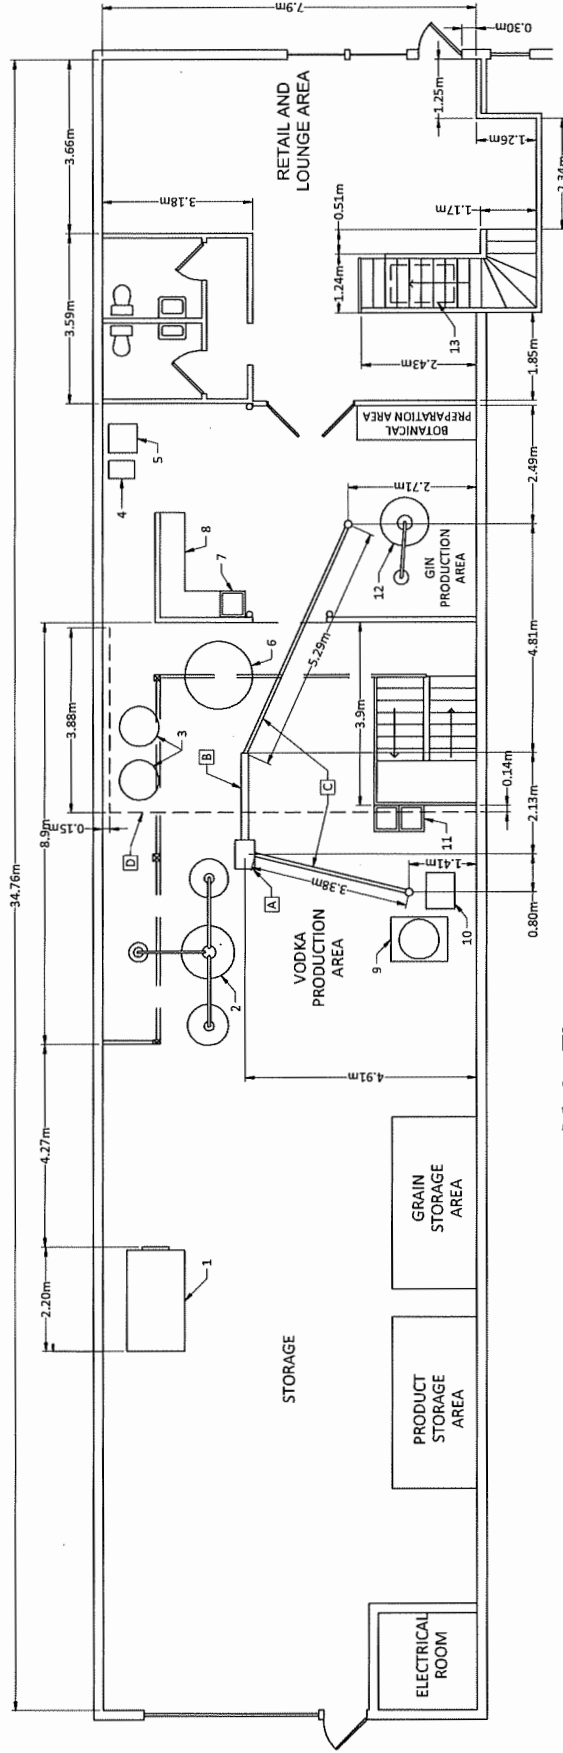 34.76m
7.9m
3.66m
3.59m
8.9m
3.88m
4.27m
2.20m
0.15m
3.18m
RETAIL AND
LOUNGE AREA
0.30m
1.25m
1.26m
2.34m
1.17m
0.51m
1.24m
2.43m
13
1.85m
BOTANICAL
PREPARATION AREA
5
4
8
7
6
3
2.71m
2.49m
12
GIN
PRODUCTION
AREA
5.29m
4.81m
3.9m
B
C
D
A
0.14m
11
2.13m
3.38m
1.41m
0.80m
10
9
2
VODKA
PRODUCTION
AREA
4.91m
1
STORAGE
GRAIN
STORAGE
AREA
PRODUCT
STORAGE
AREA
ELECTRICAL
ROOM